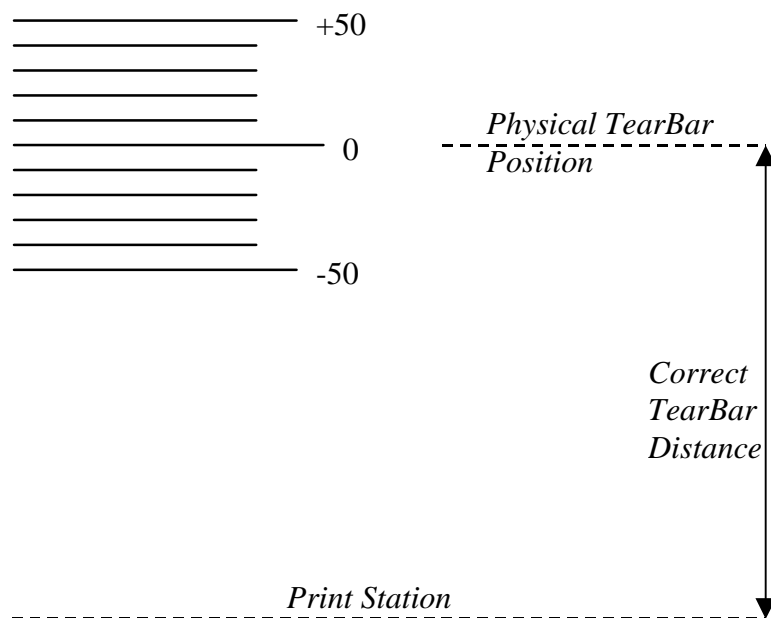 +50
Physical TearBar
0
Position
-50
Correct
TearBar
Distance
Print Station